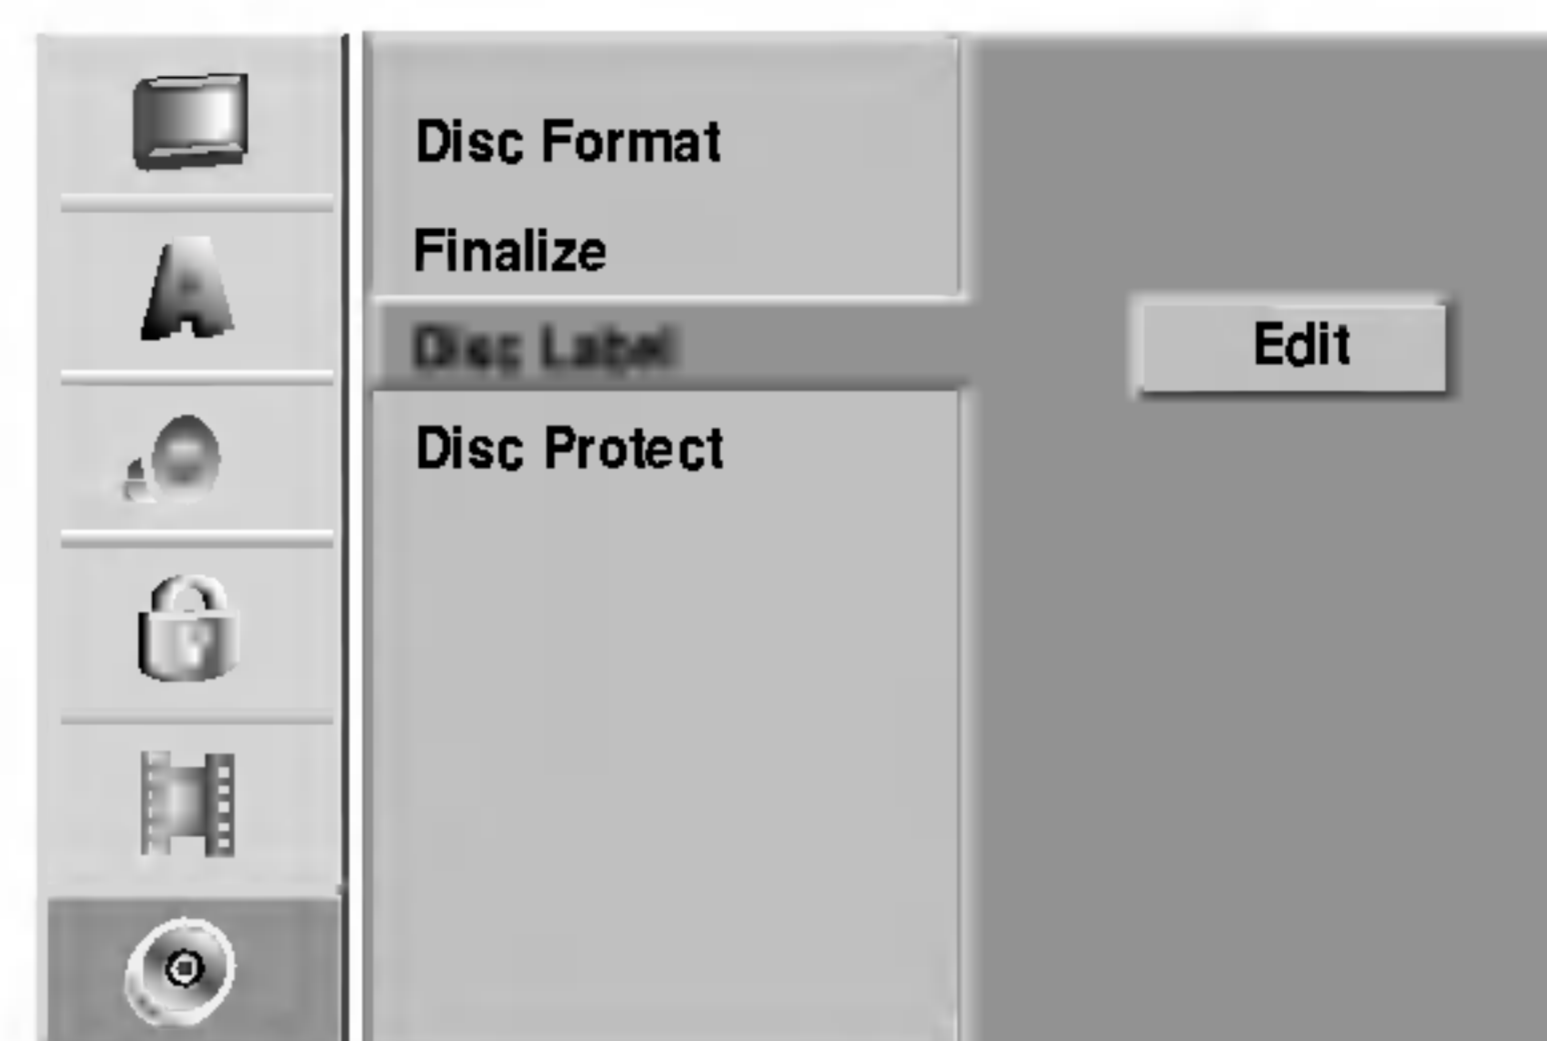 Disc Format
Finalize
Disc Label
Edit
Disc Protect